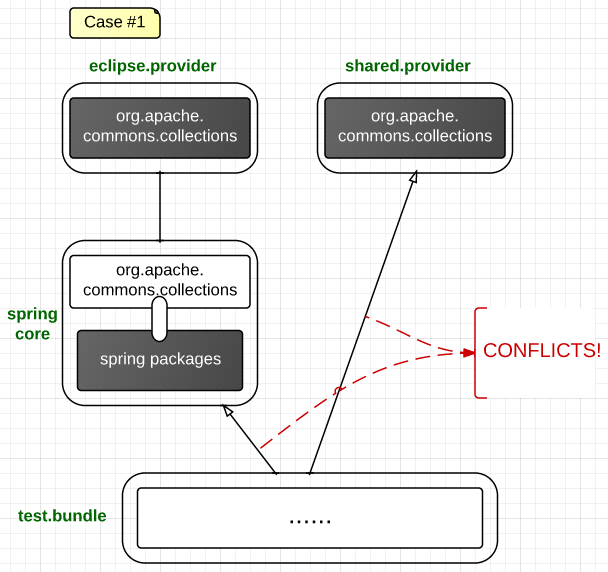 Case #1
eclipse.provider
shared.provider
org.apache.
commons.collections
org.apache.
commons.collections
org.apache.
commons.collections
spring
core
spring packages
CONFLICTS!
test.bundle
......